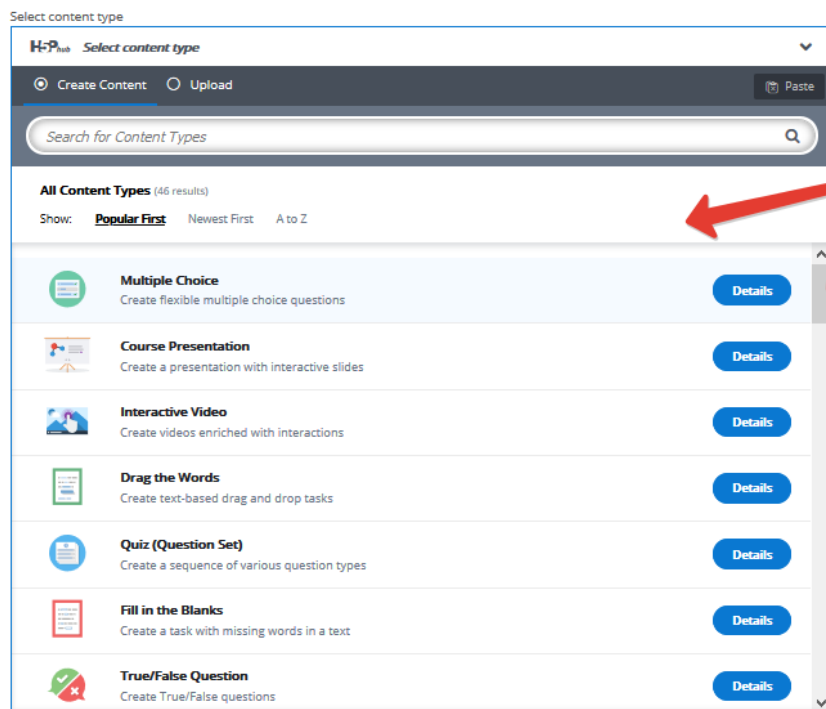 Select content type
H5Phub Select content type
Create Content Upload Paste
Search for Content Types
All Content Types (46 results)
Show: Popular First Newest First A to Z
Multiple Choice
Create flexible multiple choice questions
Details
Course Presentation
Create a presentation with interactive slides
Details
Interactive Video
Create videos enriched with interactions
Details
Drag the Words
Create text-based drag and drop tasks
Details
Quiz (Question Set)
Create a sequence of various question types
Details
Fill in the Blanks
Create a task with missing words in a text
Details
True/False Question
Create True/False questions
Details